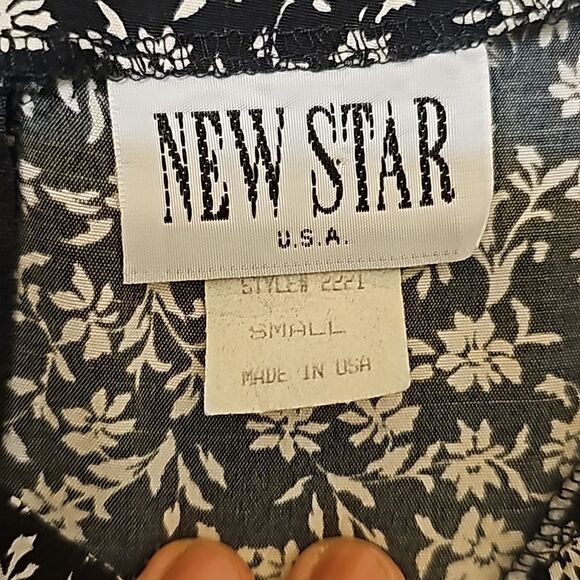 NEW STAR
U.S.A.
STYLE# 2221
SMALL
MADE IN USA